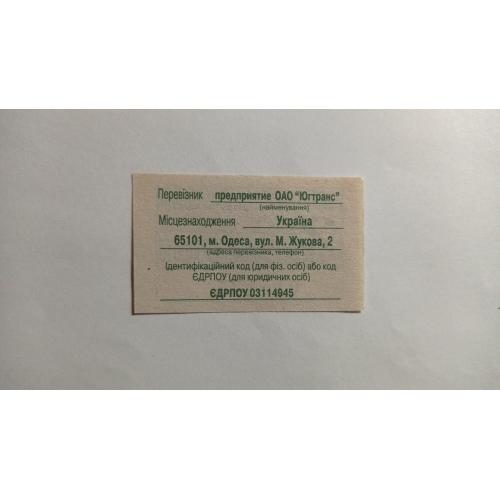 Перевізник предприятие ОАО "Югтранс"
(найменування)
Місцезнаходження Україна
65101, м. Одеса, вул. М. Жукова, 2
(адреса перевізника, телефон)
Ідентифікаційний код (для фіз. осіб) або код
ЄДРПОУ (для юридичних осіб)
ЄДРПОУ 03114945